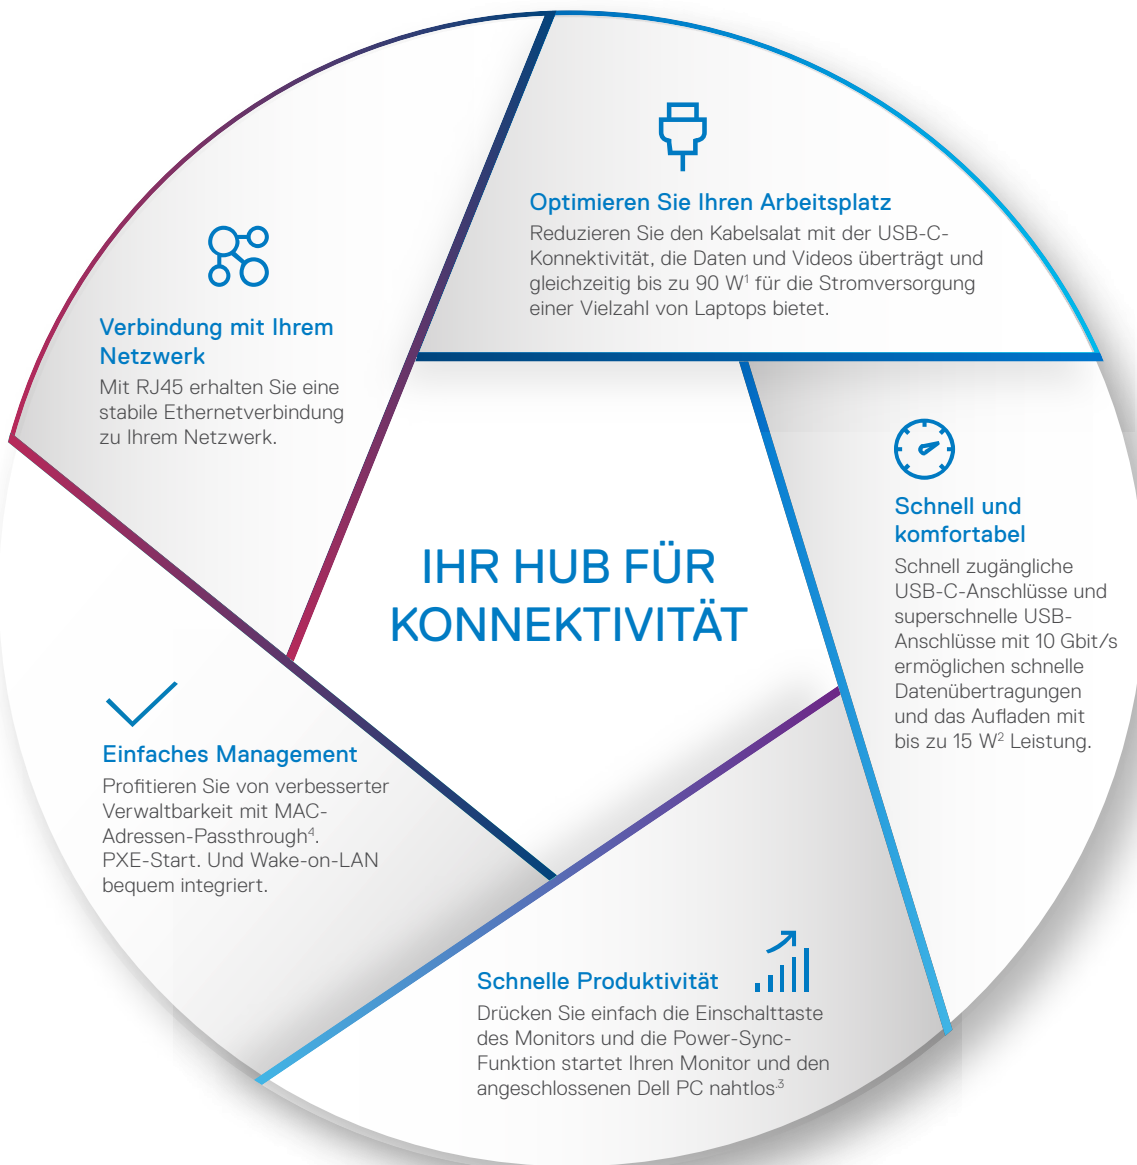 Optimieren Sie Ihren Arbeitsplatz
Reduzieren Sie den Kabelsalat mit der USB-C-
Konnektivität, die Daten und Videos überträgt und
gleichzeitig bis zu 90 W¹ für die Stromversorgung
einer Vielzahl von Laptops bietet.
Verbindung mit Ihrem
Netzwerk
Mit RJ45 erhalten Sie eine
stabile Ethernetverbindung
zu Ihrem Netzwerk.
Schnell und
komfortabel
Schnell zugängliche
USB-C-Anschlüsse und
superschnelle USB-
Anschlüsse mit 10 Gbit/s
ermöglichen schnelle
Datenübertragungen
und das Aufladen mit
bis zu 15 W² Leistung.
IHR HUB FÜR
KONNEKTIVITÄT
Einfaches Management
Profitieren Sie von verbesserter
Verwaltbarkeit mit MAC-
Adressen-Passthrough⁴.
PXE-Start. Und Wake-on-LAN
bequem integriert.
Schnelle Produktivität
Drücken Sie einfach die Einschalttaste
des Monitors und die Power-Sync-
Funktion startet Ihren Monitor und den
angeschlossenen Dell PC nahtlos.³